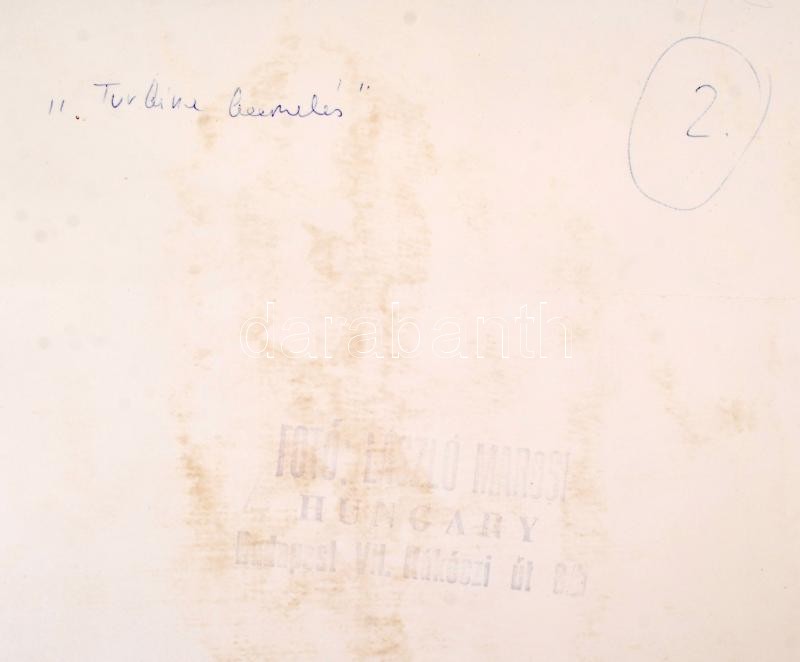 „Turbina beemelés”
2.
darabanth
FOTÓ. LÁSZLÓ MAROSI
HUNGARY
Budapest VII. Rákóczi út